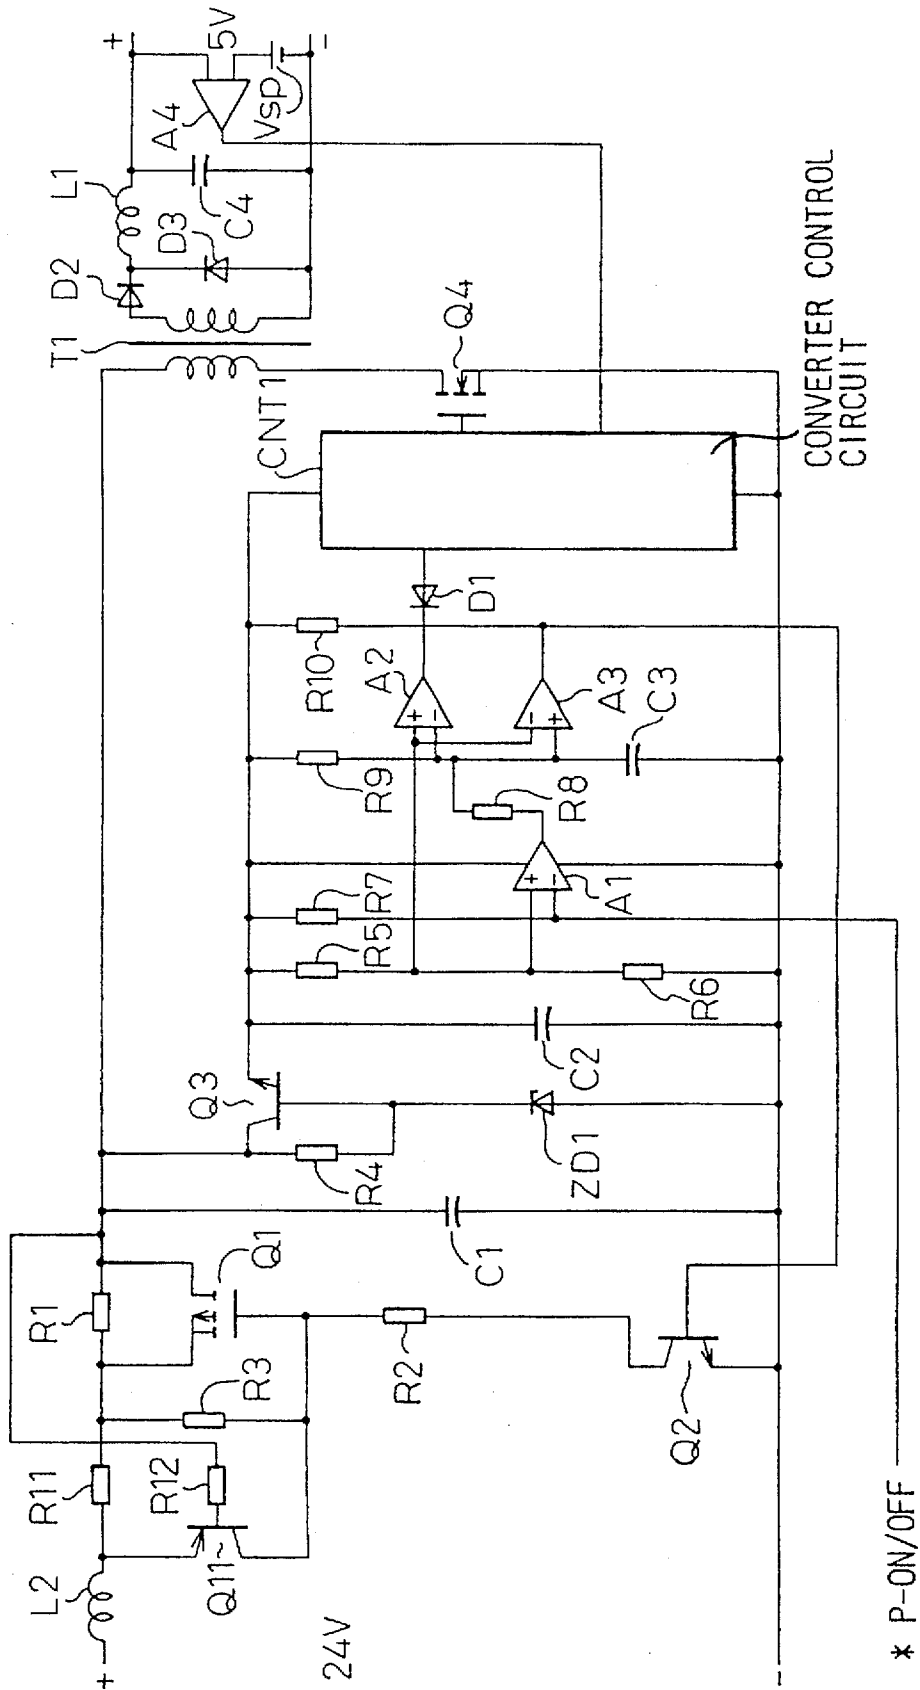 +
24V
-
L2
R11
R12
Q11
R3
R1
Q1
R2
Q2
* P-ON/OFF
C1
R4
Q3
ZD1
C2
R5
R7
R6
A1
R8
R9
R10
A2
A3
C3
D1
CNT1
CONVERTER CONTROL
CIRCUIT
Q4
T1
D2
D3
L1
C4
A4
Vsp
+
5V
-
+
-
+
-
-
+